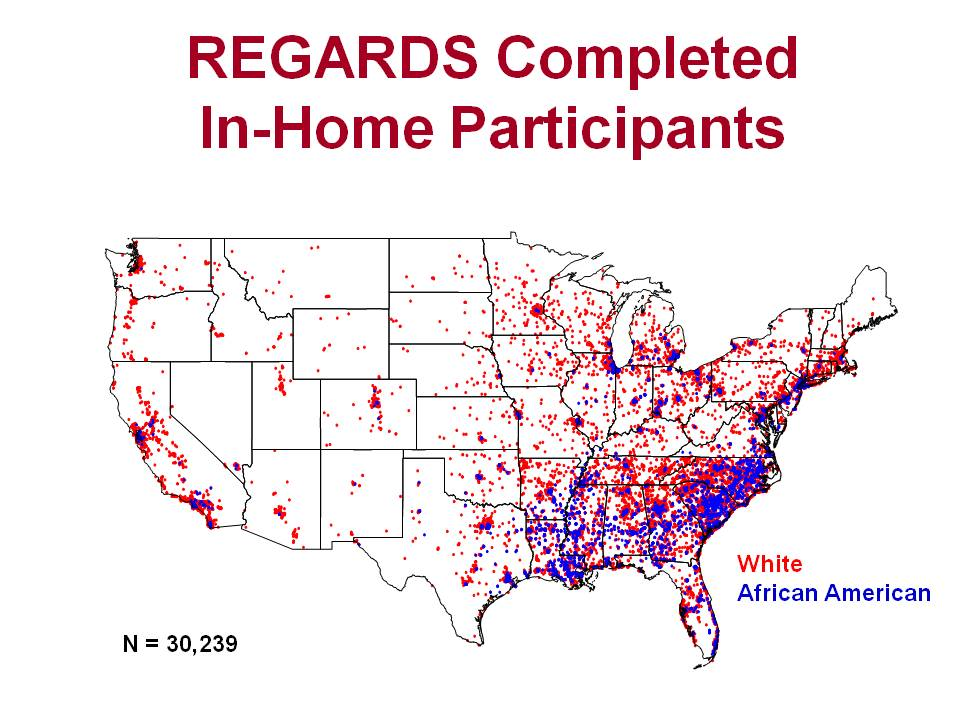 REGARDS Completed
In-Home Participants
White
African American
N = 30,239